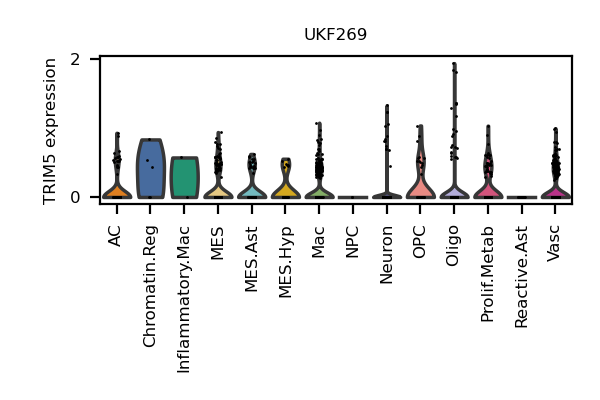 UKF269
TRIM5 expression
2
0
AC
Chromatin.Reg
Inflammatory.Mac
MES
MES.Ast
MES.Hyp
Mac
NPC
Neuron
OPC
Oligo
Prolif.Metab
Reactive.Ast
Vasc